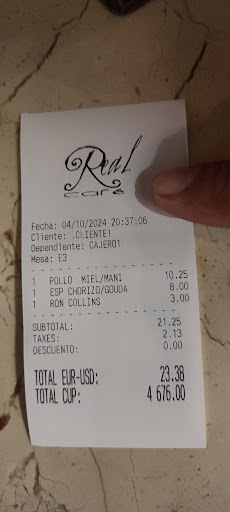 Real
café
Fecha: 04/10/2024 20:37:06
Cliente: .CLIENTE!
Dependiente: CAJERO1
Mesa: E3
1 POLLO MIEL/MANI 10.25
1 ESP CHORIZO/GOUDA 8.00
1 RON COLLINS 3.00
SUBTOTAL: 21.25
TAXES: 2.13
DESCUENTO: 0.00
TOTAL EUR-USD: 23.38
TOTAL CUP: 4 676.00